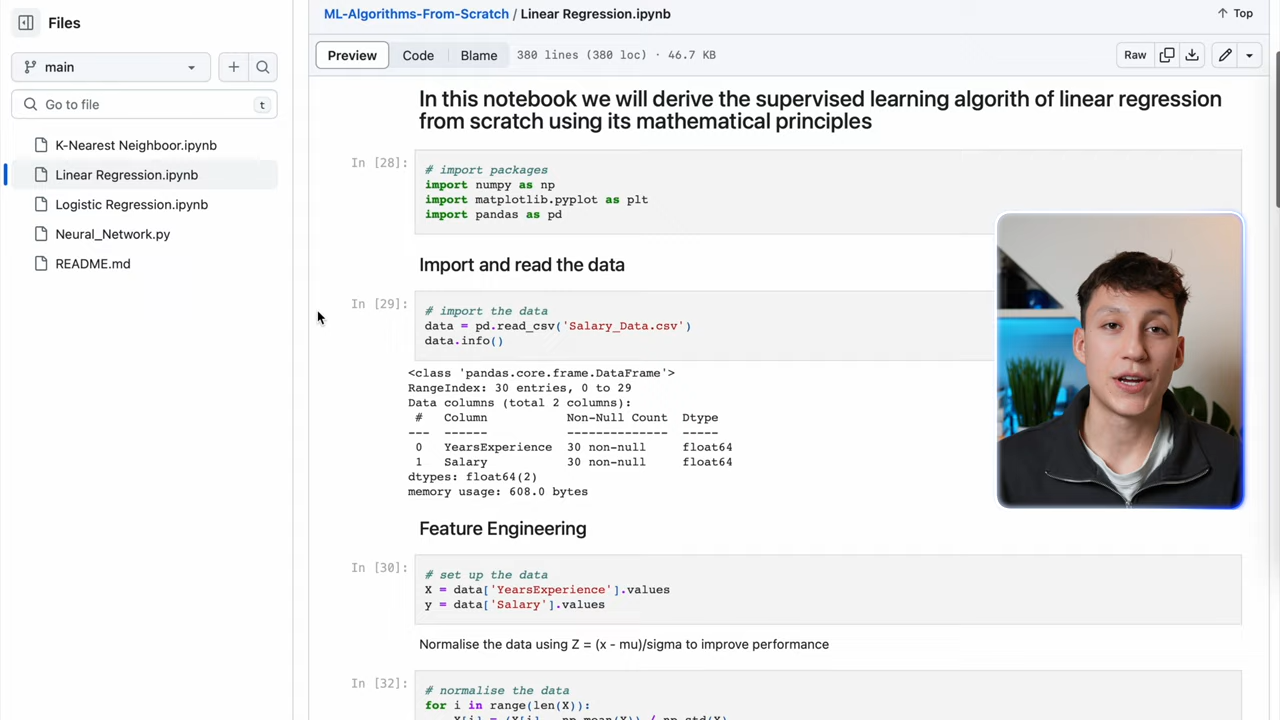 Files
main
Go to file
t
K-Nearest Neighboor.ipynb
Linear Regression.ipynb
Logistic Regression.ipynb
Neural_Network.py
README.md
ML-Algorithms-From-Scratch / Linear Regression.ipynb
Top
Preview
Code
Blame
380 lines (380 loc) · 46.7 KB
Raw
In this notebook we will derive the supervised learning algorith of linear regression
from scratch using its mathematical principles
In [28]:
# import packages
import numpy as np
import matplotlib.pyplot as plt
import pandas as pd
Import and read the data
In [29]:
# import the data
data = pd.read_csv('Salary_Data.csv')
data.info()
<class 'pandas.core.frame.DataFrame'>
RangeIndex: 30 entries, 0 to 29
Data columns (total 2 columns):
# Column Non-Null Count Dtype
--- ------ -------------- -----
0 YearsExperience 30 non-null float64
1 Salary 30 non-null float64
dtypes: float64(2)
memory usage: 608.0 bytes
Feature Engineering
In [30]:
# set up the data
X = data['YearsExperience'].values
y = data['Salary'].values
Normalise the data using Z = (x - mu)/sigma to improve performance
In [32]:
# normalise the data
for i in range(len(X)):
X[i] = (X[i] - np.mean(X)) / np.std(X)